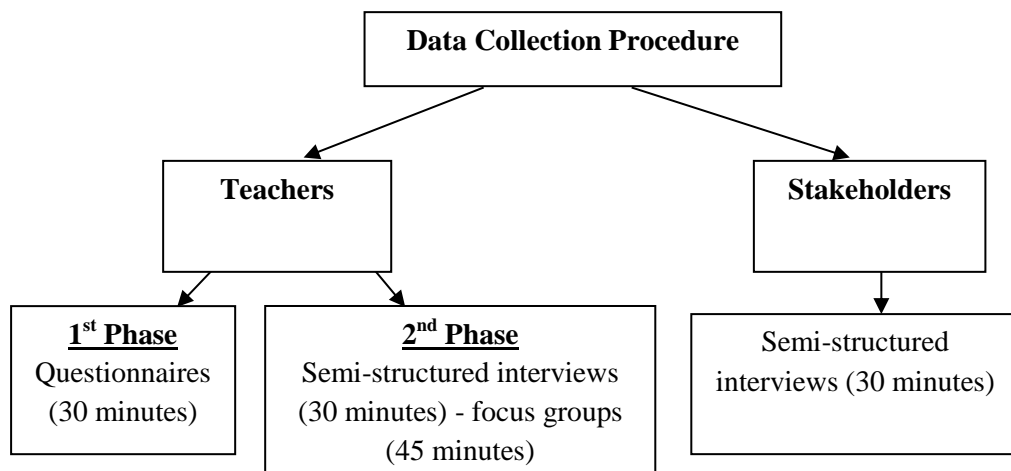 Data Collection Procedure
Teachers
Stakeholders
1st Phase
Questionnaires
(30 minutes)
2nd Phase
Semi-structured interviews
(30 minutes) - focus groups
(45 minutes)
Semi-structured
interviews (30 minutes)